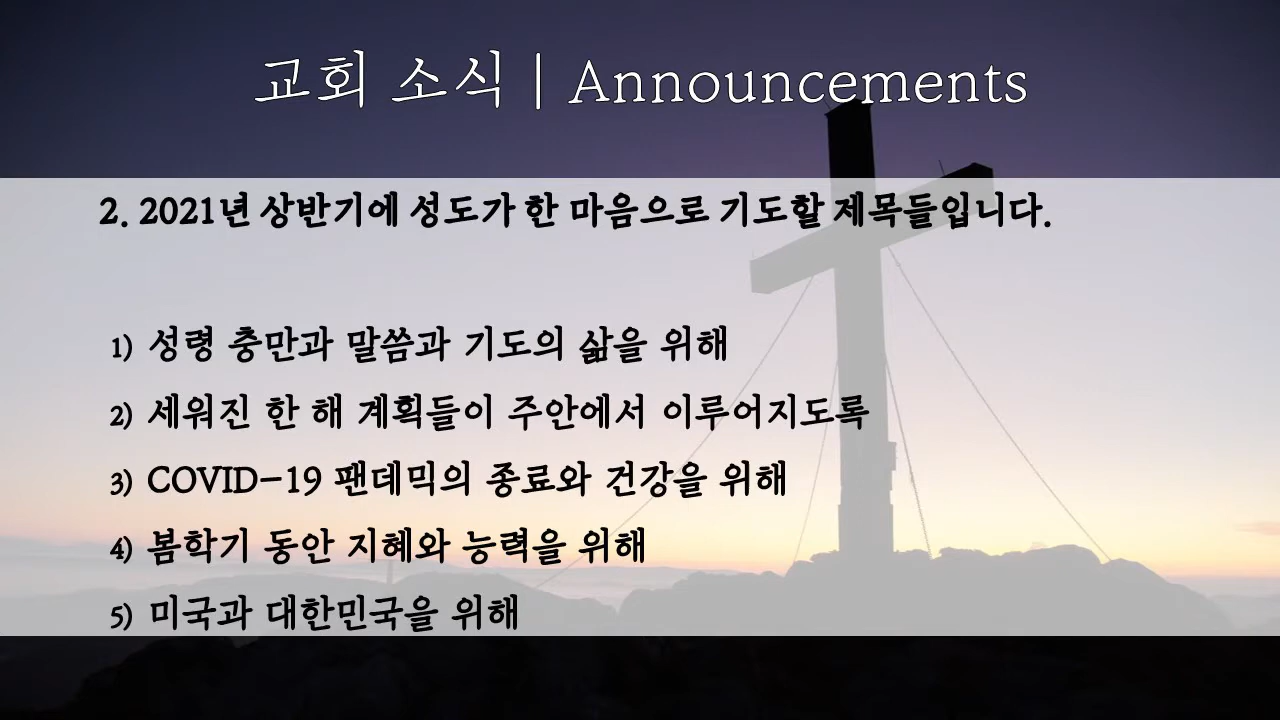 교회 소식 | Announcements
2. 2021년 상반기에 성도가 한 마음으로 기도할 제목들입니다.
1) 성령 충만과 말씀과 기도의 삶을 위해
2) 세워진 한 해 계획들이 주안에서 이루어지도록
3) COVID-19 팬데믹의 종료와 건강을 위해
4) 봄학기 동안 지혜와 능력을 위해
5) 미국과 대한민국을 위해